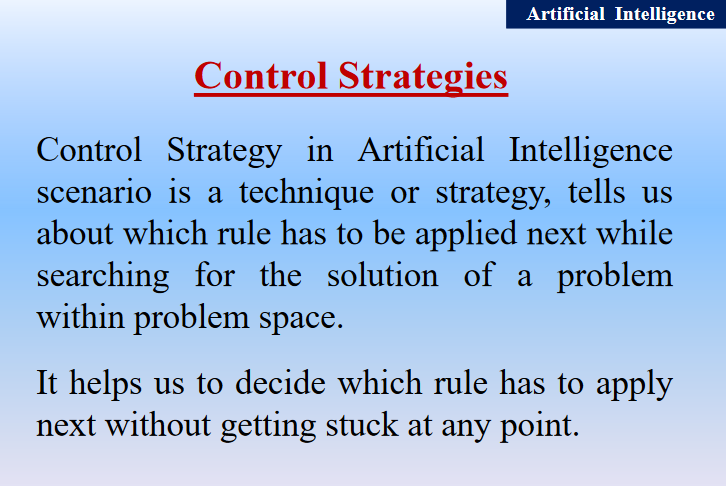 Artificial Intelligence
Control Strategies
Control Strategy in Artificial Intelligence
scenario is a technique or strategy, tells us
about which rule has to be applied next while
searching for the solution of a problem
within problem space.
It helps us to decide which rule has to apply
next without getting stuck at any point.